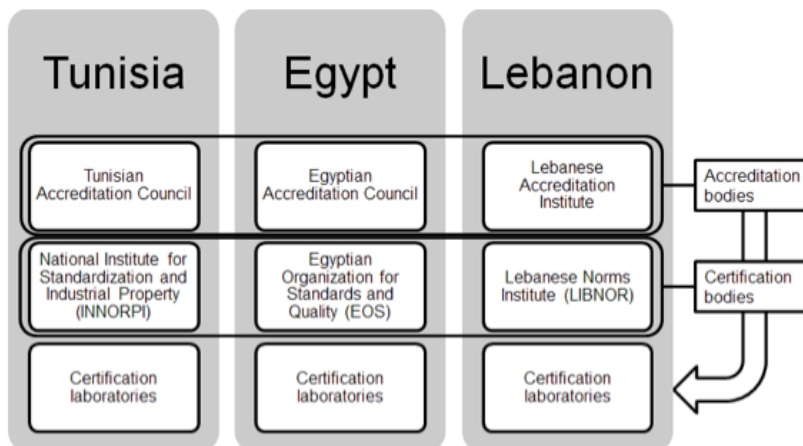 Tunisia
Egypt
Lebanon
Tunisian
Accreditation Council
Egyptian
Accreditation Council
Lebanese
Accreditation
Institute
Accreditation
bodies
National Institute for
Standardization and
Industrial Property
(INNORPI)
Egyptian
Organization for
Standards and
Quality (EOS)
Lebanese Norms
Institute (LIBNOR)
Certification
bodies
Certification
laboratories
Certification
laboratories
Certification
laboratories